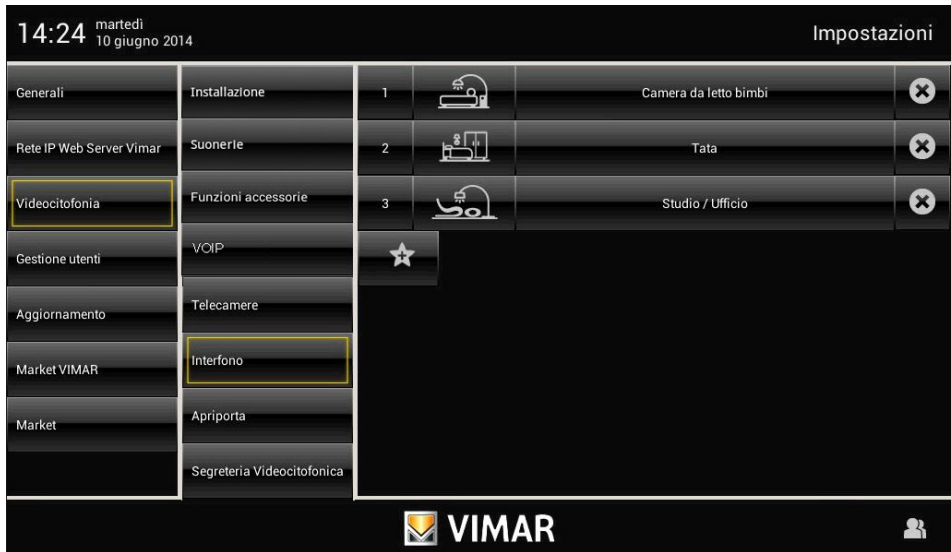 14:24
martedì
10 giugno 2014
Impostazioni
Generali
Rete IP Web Server Vimar
Videocitofonia
Gestione utenti
Aggiornamento
Market VIMAR
Market
Installazione
Suonerie
Funzioni accessorie
VOIP
Telecamere
Interfono
Apriporta
Segreteria Videocitofonica
1 Camera da letto bimbi
2 Tata
3 Studio / Ufficio
VIMAR